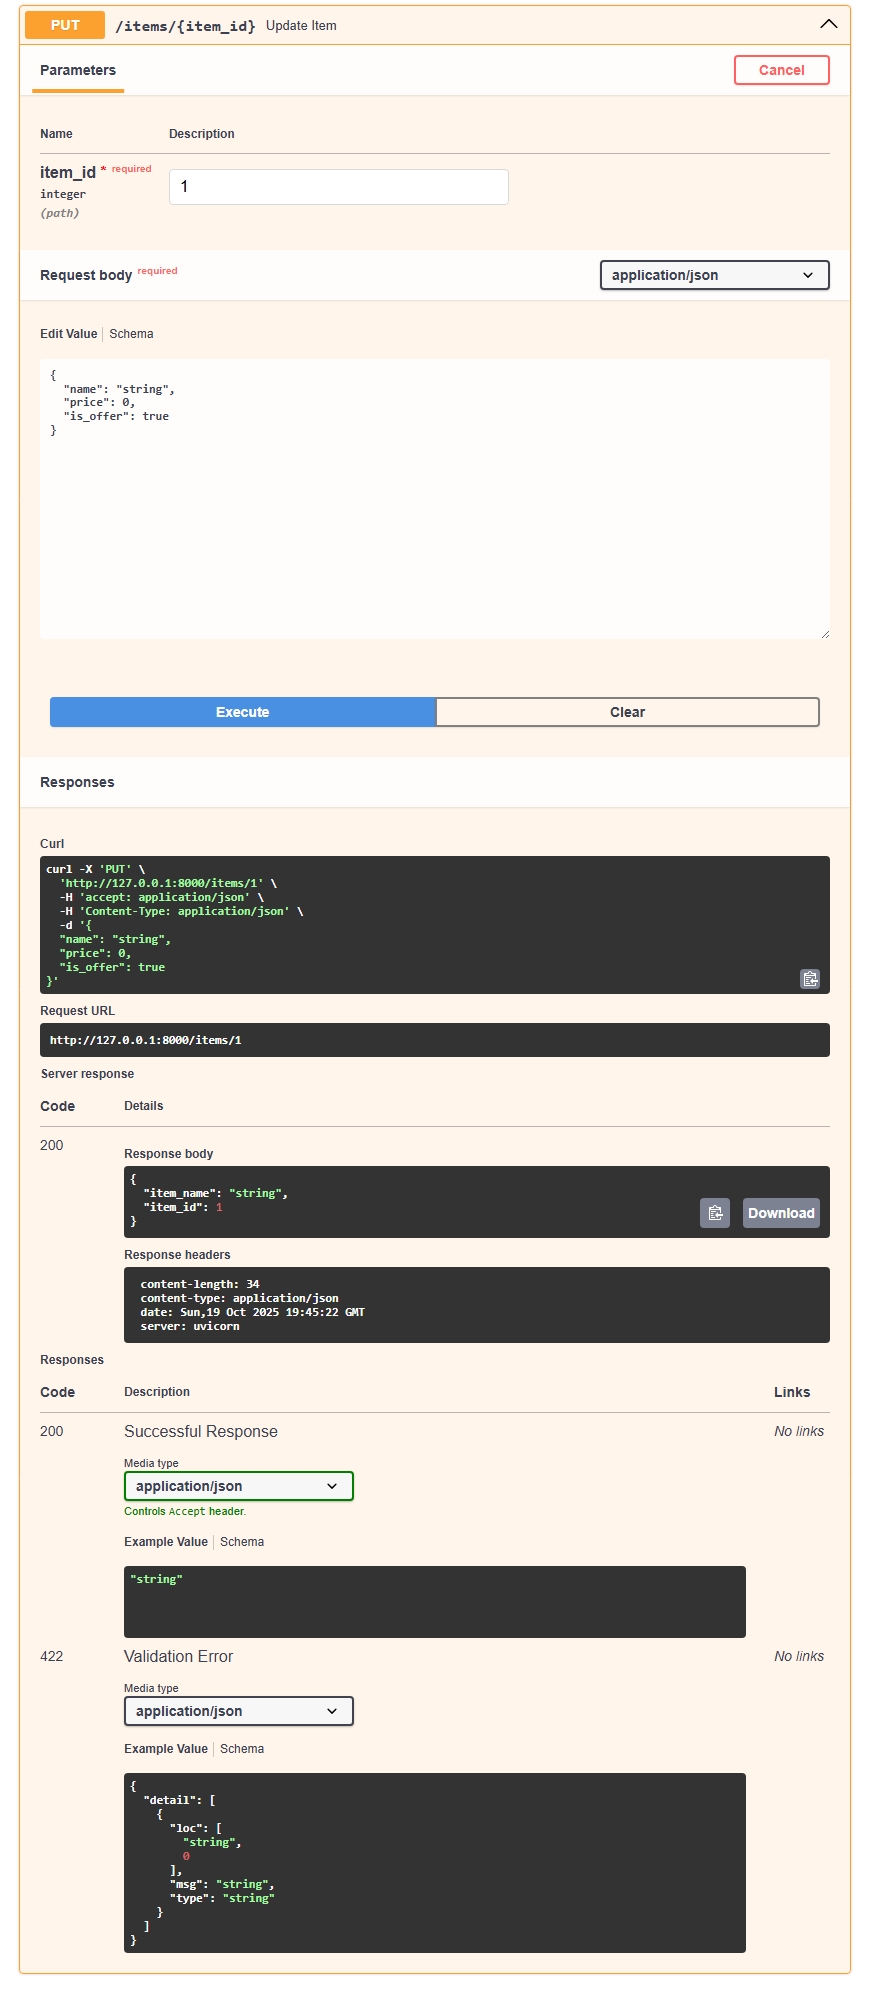 PUT /items/{item_id} Update Item
Parameters Cancel
Name Description
item_id * required 1
integer
(path)
Request body required application/json
Edit Value Schema
{
  "name": "string",
  "price": 0,
  "is_offer": true
}
Execute Clear
Responses
Curl
curl -X 'PUT' \
  'http://127.0.0.1:8000/items/1' \
  -H 'accept: application/json' \
  -H 'Content-Type: application/json' \
  -d '{
  "name": "string",
  "price": 0,
  "is_offer": true
}'
Request URL
http://127.0.0.1:8000/items/1
Server response
Code Details
200
Response body
{
  "item_name": "string",
  "item_id": 1
}
Download
Response headers
content-length: 34
content-type: application/json
date: Sun,19 Oct 2025 19:45:22 GMT
server: uvicorn
Responses
Code Description Links
200 Successful Response No links
Media type
application/json
Controls Accept header.
Example Value Schema
"string"
422 Validation Error No links
Media type
application/json
Example Value Schema
{
  "detail": [
    {
      "loc": [
        "string",
        0
      ],
      "msg": "string",
      "type": "string"
    }
  ]
}